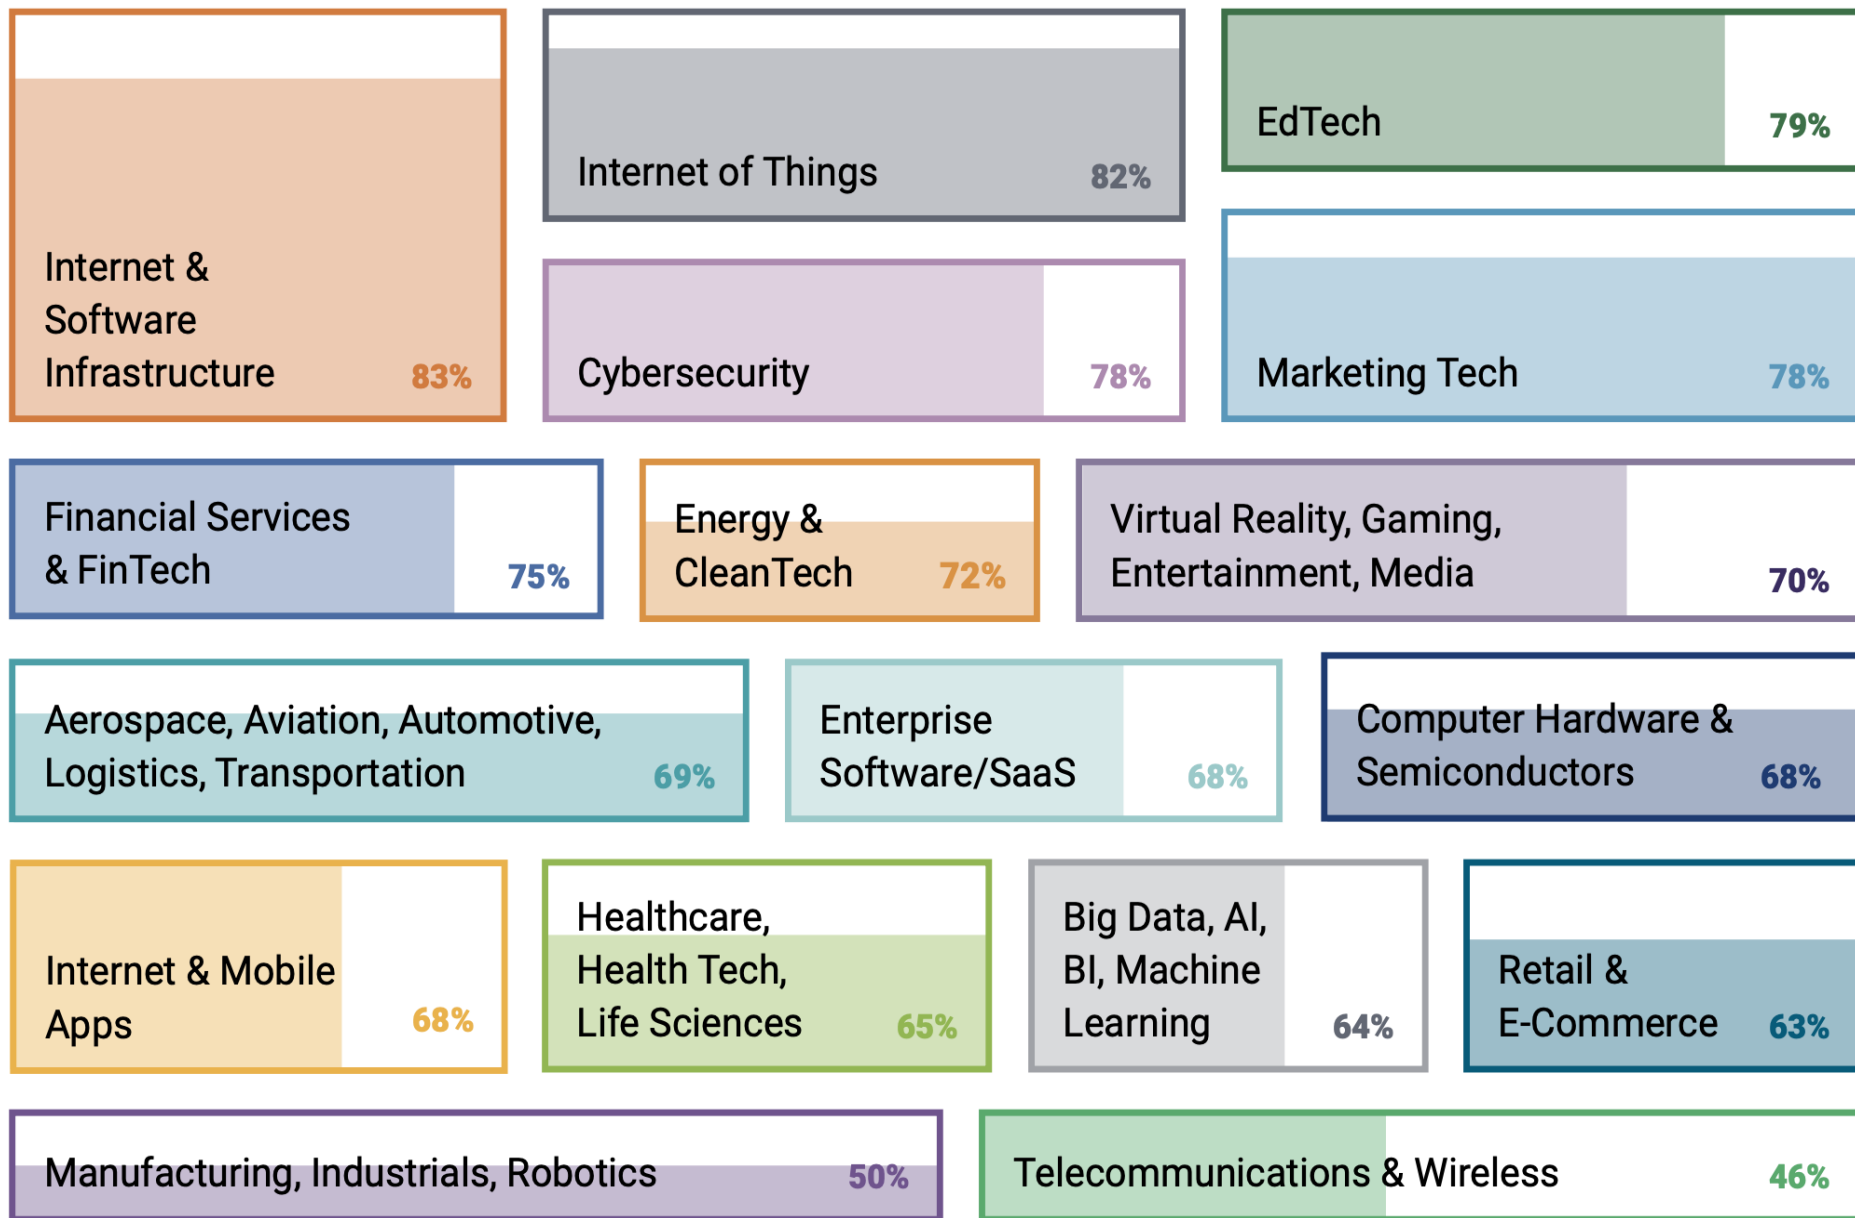 Internet &
Software
Infrastructure 83%
Internet of Things 82%
EdTech 79%
Cybersecurity 78%
Marketing Tech 78%
Financial Services
& FinTech 75%
Energy &
CleanTech 72%
Virtual Reality, Gaming,
Entertainment, Media 70%
Aerospace, Aviation, Automotive,
Logistics, Transportation 69%
Enterprise
Software/SaaS 68%
Computer Hardware &
Semiconductors 68%
Internet & Mobile
Apps 68%
Healthcare,
Health Tech,
Life Sciences 65%
Big Data, AI,
BI, Machine
Learning 64%
Retail &
E-Commerce 63%
Manufacturing, Industrials, Robotics 50%
Telecommunications & Wireless 46%